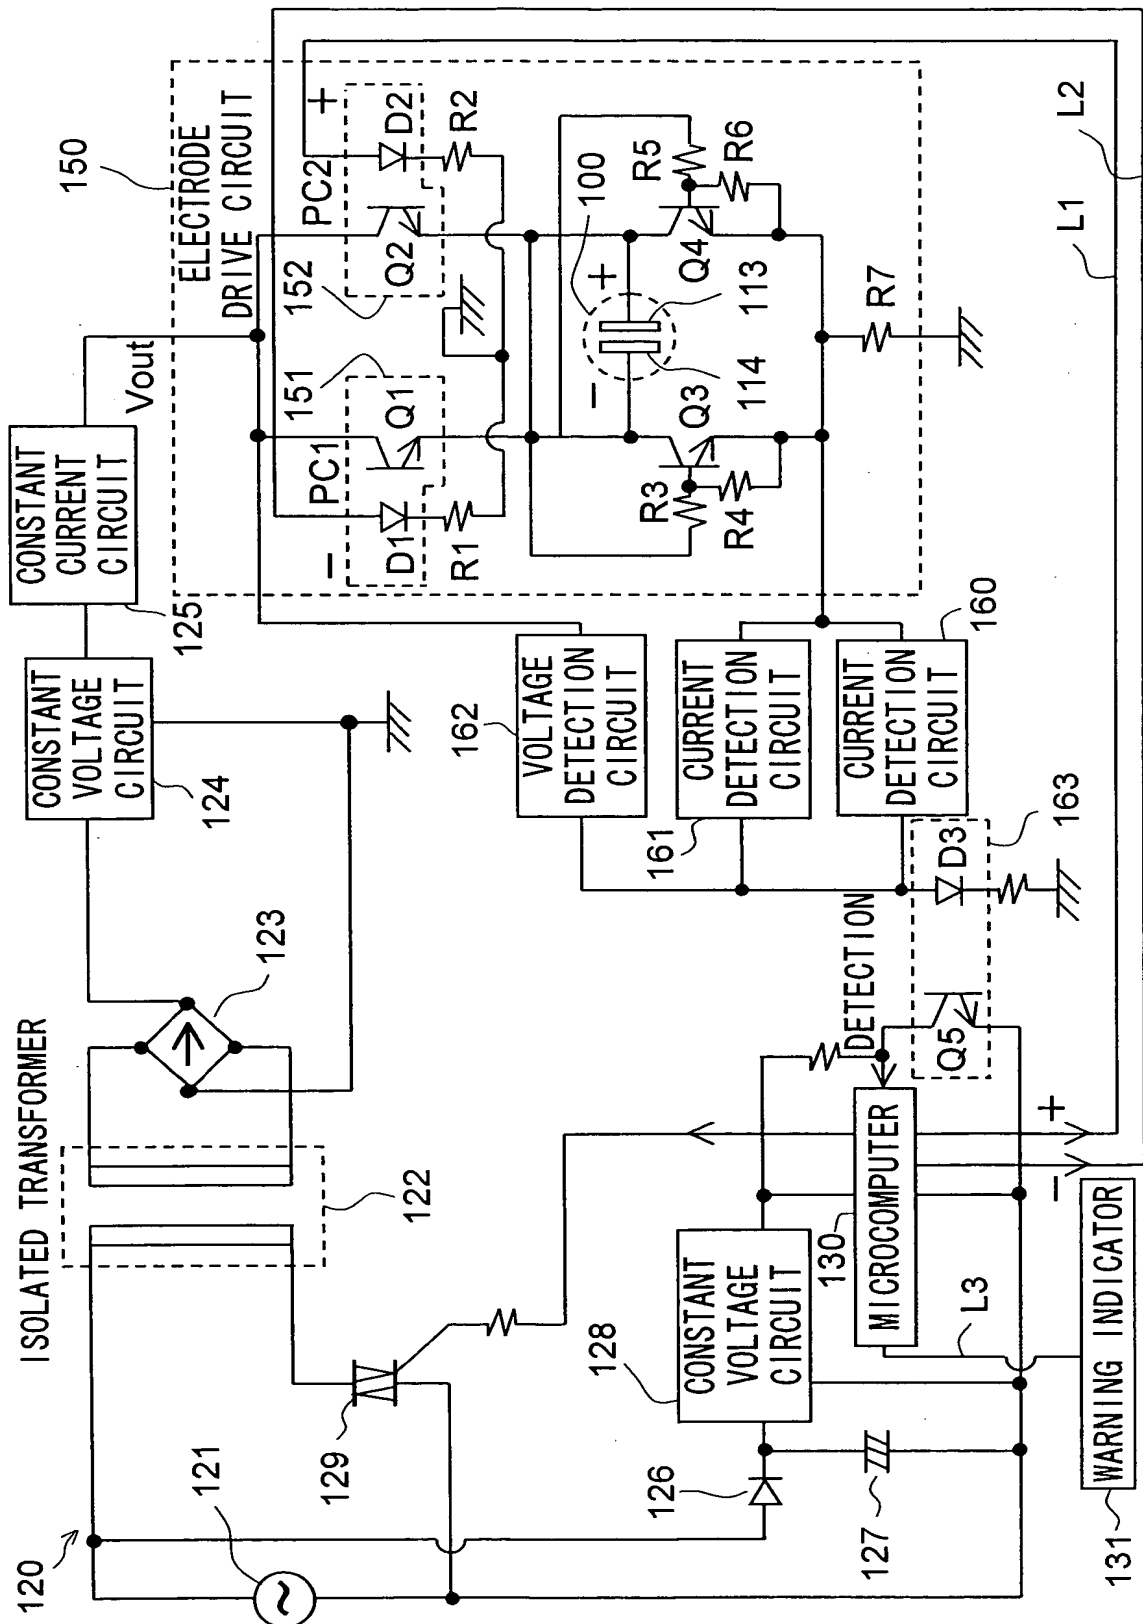 120
121
ISOLATED TRANSFORMER
122
123
124
CONSTANT
VOLTAGE
CIRCUIT
125
CONSTANT
CURRENT
CIRCUIT
Vout
150
ELECTRODE
DRIVE CIRCUIT
151
152
PC1
PC2
−
+
D1
Q1
Q2
D2
R1
R2
100
−
+
114
113
R3
R4
Q3
Q4
R5
R6
R7
L1
L2
129
126
127
128
CONSTANT
VOLTAGE
CIRCUIT
130
MICROCOMPUTER
DETECTION
Q5
D3
163
162
VOLTAGE
DETECTION
CIRCUIT
161
CURRENT
DETECTION
CIRCUIT
160
CURRENT
DETECTION
CIRCUIT
−
+
L3
131
WARNING INDICATOR